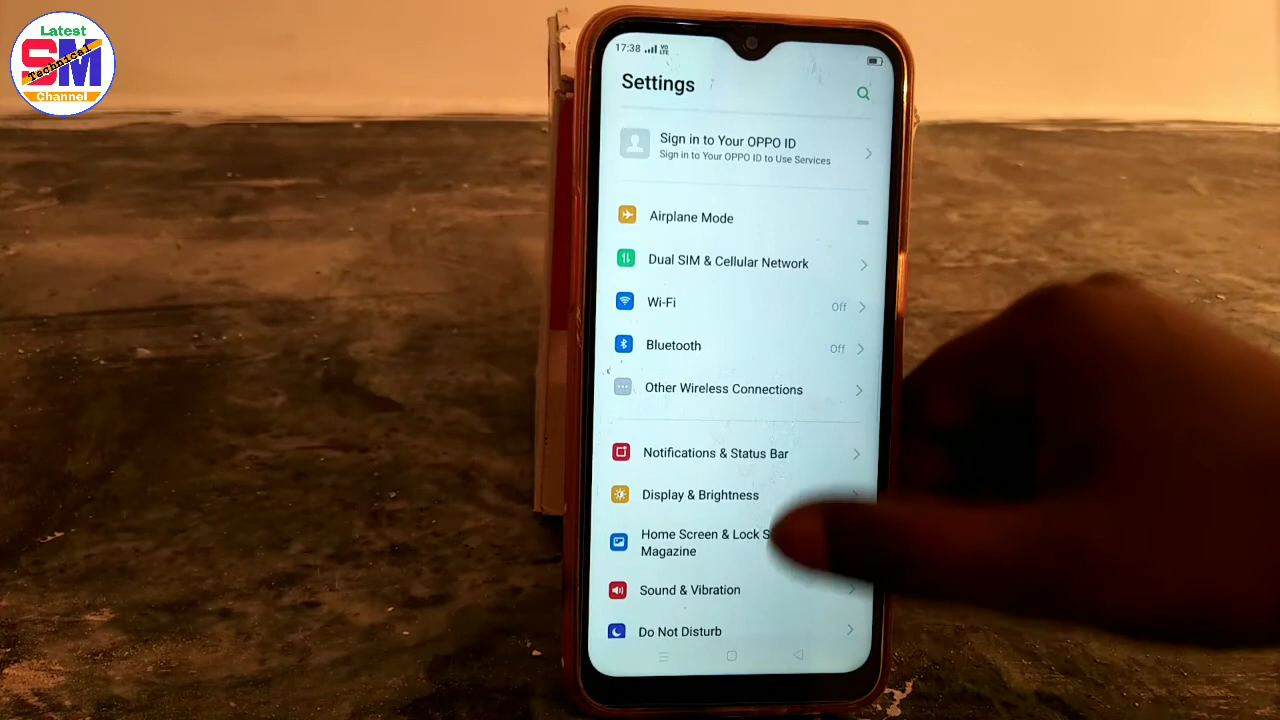 Latest
SM
Technical
Channel
17:38 VO LTE
Settings
Sign in to Your OPPO ID
Sign in to Your OPPO ID to Use Services
Airplane Mode
Dual SIM & Cellular Network
Wi-Fi Off
Bluetooth Off
Other Wireless Connections
Notifications & Status Bar
Display & Brightness
Home Screen & Lock S
Magazine
Sound & Vibration
Do Not Disturb